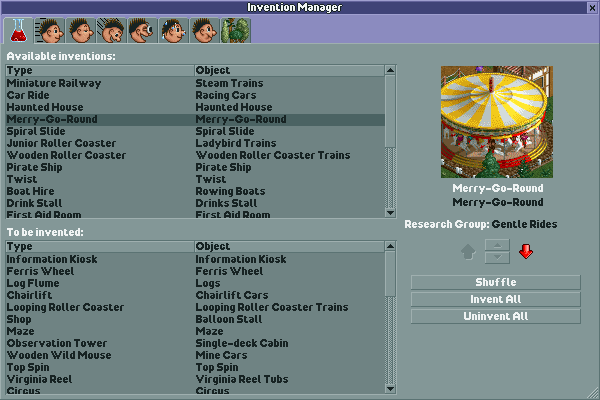 Invention Manager
Available inventions:
Type Object
Miniature Railway Steam Trains
Car Ride Racing Cars
Haunted House Haunted House
Merry-Go-Round Merry-Go-Round
Spiral Slide Spiral Slide
Junior Roller Coaster Ladybird Trains
Wooden Roller Coaster Wooden Roller Coaster Trains
Pirate Ship Pirate Ship
Twist Twist
Boat Hire Rowing Boats
Drink Stall Drinks Stall
First Aid Room First Aid Room
Merry-Go-Round
Merry-Go-Round
Research Group: Gentle Rides
To be invented:
Type Object
Information Kiosk Information Kiosk
Ferris Wheel Ferris Wheel
Log Flume Logs
Chairlift Chairlift Cars
Looping Roller Coaster Looping Roller Coaster Trains
Shop Balloon Stall
Maze Maze
Observation Tower Single-deck Cabin
Wooden Wild Mouse Mine Cars
Top Spin Top Spin
Virginia Reel Virginia Reel Tubs
Circus Circus
Shuffle
Invent All
Uninvent All